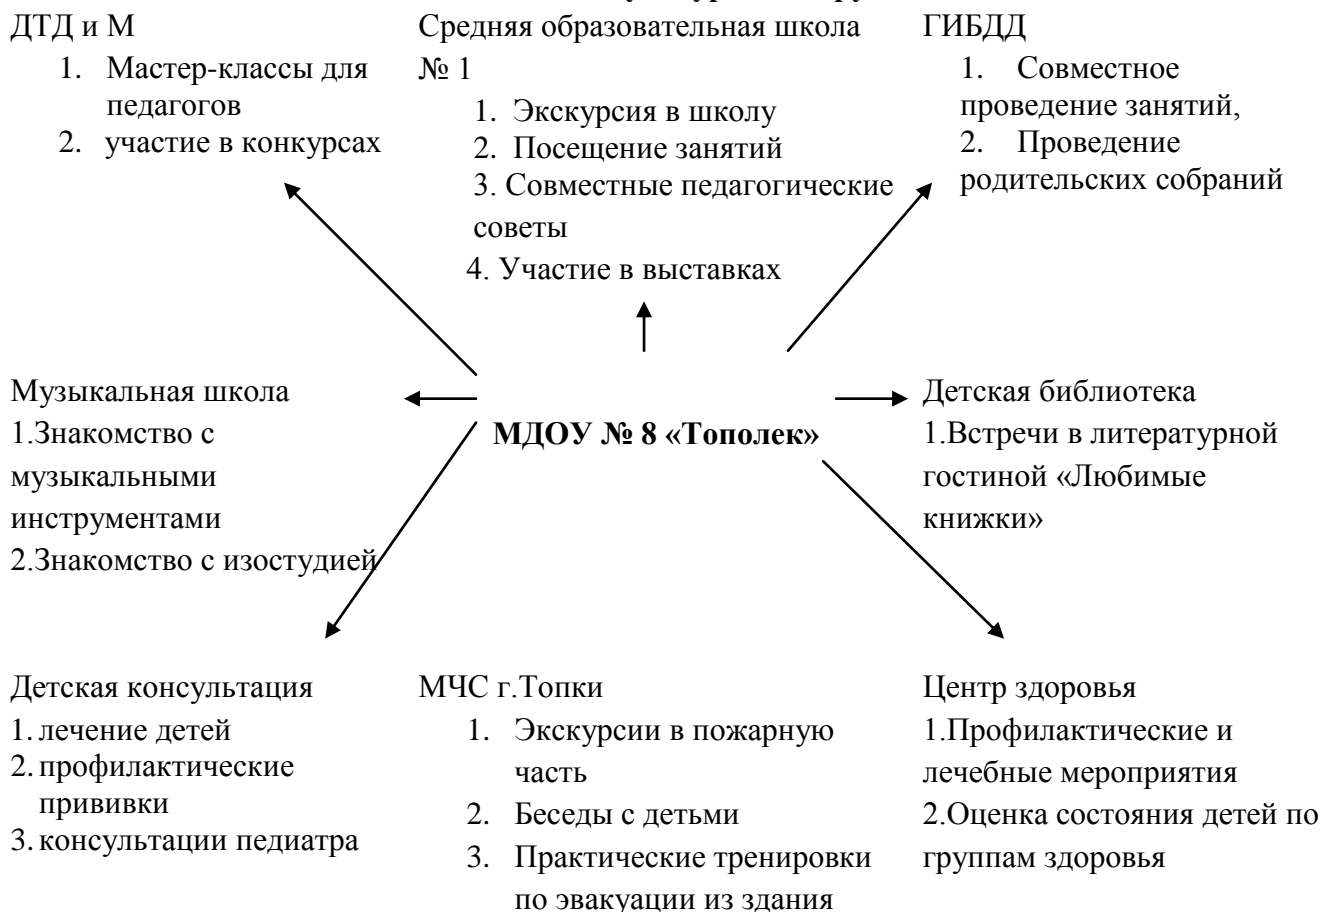 ДТД и М
1. Мастер-классы для
педагогов
2. участие в конкурсах
Средняя образовательная школа
№ 1
1. Экскурсия в школу
2. Посещение занятий
3. Совместные педагогические
советы
4. Участие в выставках
ГИБДД
1. Совместное
проведение занятий,
2. Проведение
родительских собраний
Музыкальная школа
1.Знакомство с
музыкальными
инструментами
2.Знакомство с изостудией
МДОУ № 8 «Тополек»
Детская библиотека
1.Встречи в литературной
гостиной «Любимые
книжки»
Детская консультация
1. лечение детей
2. профилактические
прививки
3. консультации педиатра
МЧС г.Топки
1. Экскурсии в пожарную
часть
2. Беседы с детьми
3. Практические тренировки
по эвакуации из здания
Центр здоровья
1.Профилактические и
лечебные мероприятия
2.Оценка состояния детей по
группам здоровья